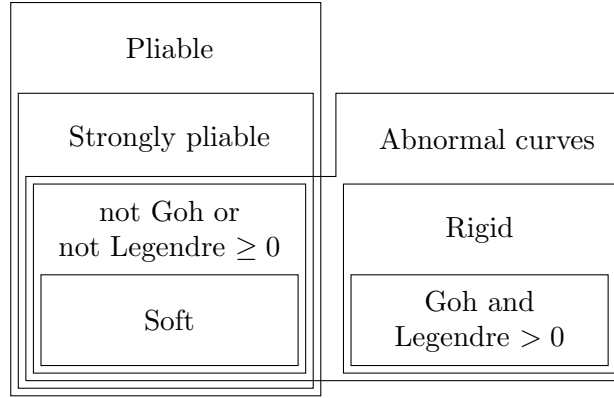 Pliable
Strongly pliable
Abnormal curves
not Goh or
not Legendre ≥ 0
Rigid
Soft
Goh and
Legendre > 0